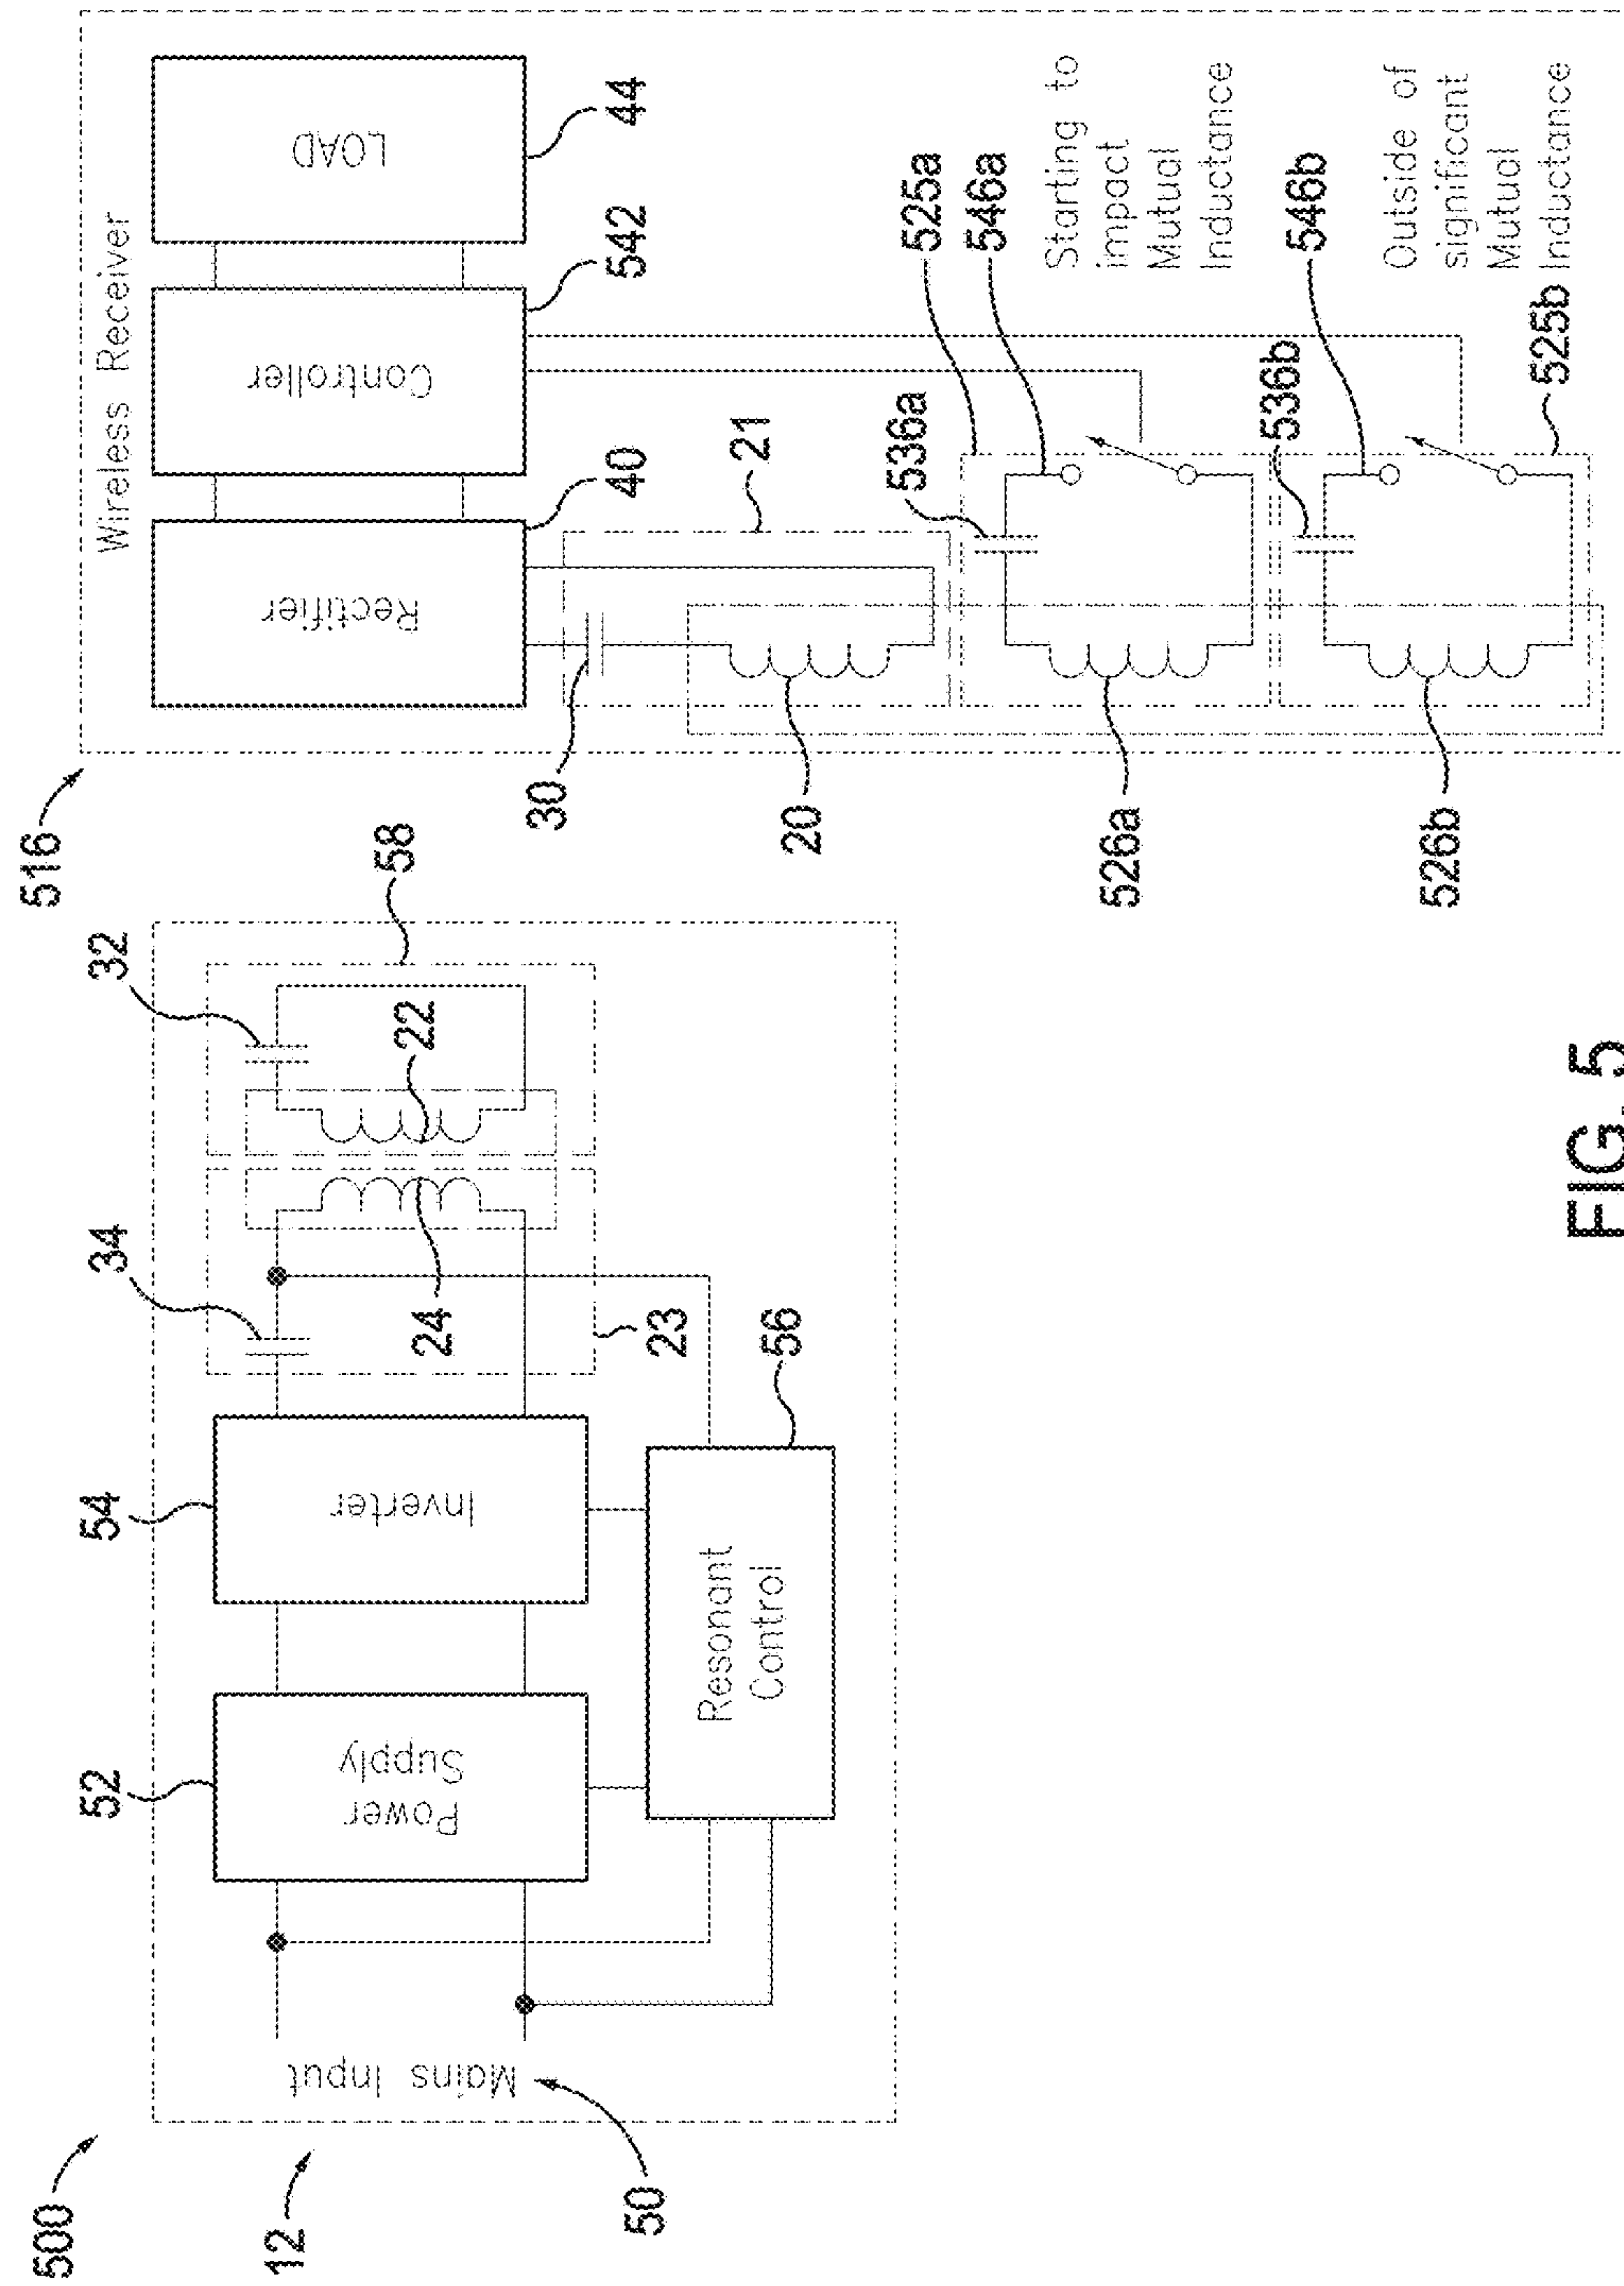 500
12
50
Mains Input
52
Power
Supply
54
Inverter
Resonant
Control
56
34
24
23
32
22
58
516
Wireless Receiver
Rectifier
40
Controller
542
LOAD
44
30
21
20
536a
525a
546a
526a
Starting to
impact
Mutual
Inductance
536b
546b
526b
525b
Outside of
significant
Mutual
Inductance
FIG. 5